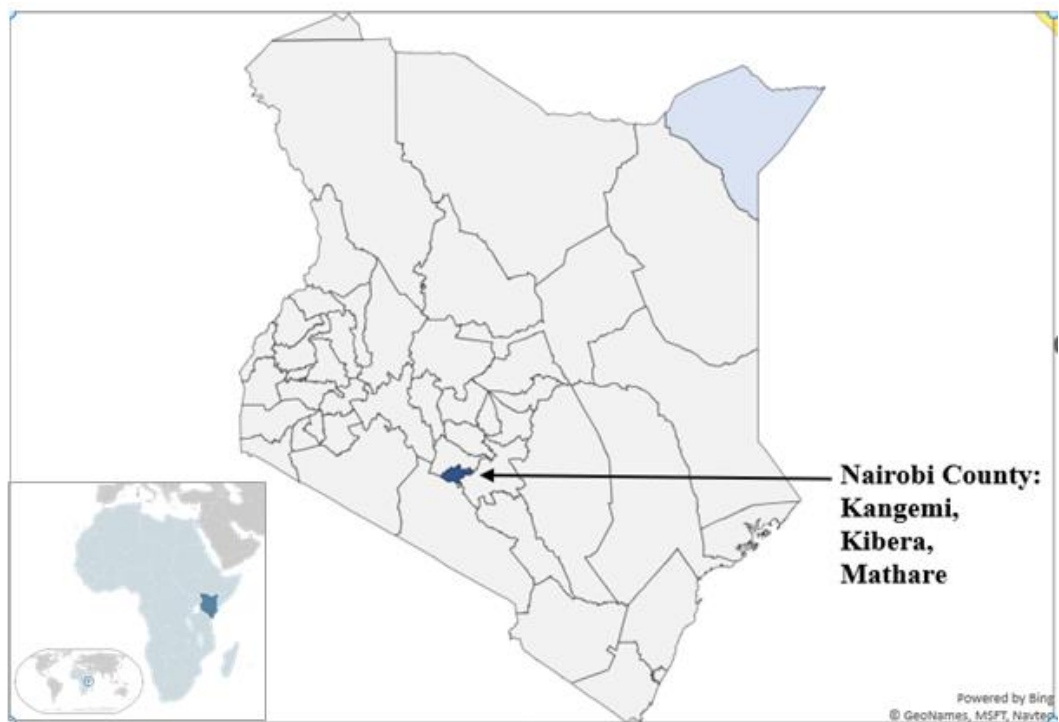 Nairobi County:
Kangemi,
Kibera,
Mathare
Powered by Bing
© GeoNames, MSFT, Navteq